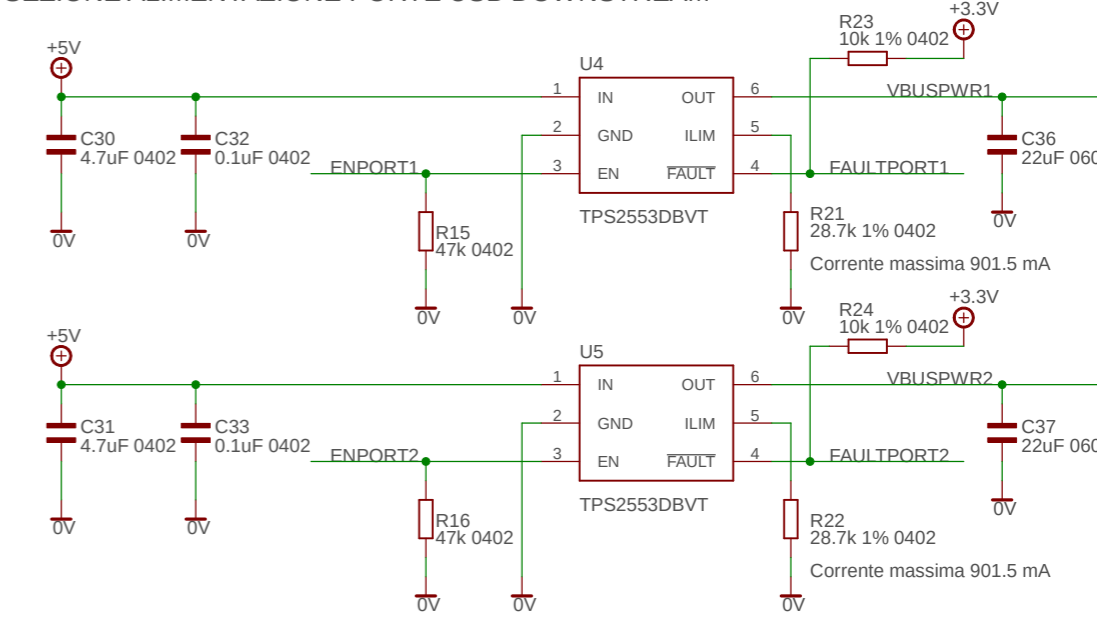 +3.3V
R23
10k 1% 0402
+5V
U4
1 IN OUT 6 VBUSPWR1
C30
4.7uF 0402
C32
0.1uF 0402
2 GND ILIM 5
C36
22uF
ENPORT1 3 EN FAULT 4 FAULTPORT1
TPS2553DBVT
R21
28.7k 1% 0402
R15
47k 0402
0V 0V 0V
Corrente massima 901.5 mA
0V 0V 0V
+3.3V
R24
10k 1% 0402
+5V
U5
1 IN OUT 6 VBUSPWR2
C31
4.7uF 0402
C33
0.1uF 0402
2 GND ILIM 5
C37
22uF
ENPORT2 3 EN FAULT 4 FAULTPORT2
TPS2553DBVT
R22
28.7k 1% 0402
R16
47k 0402
0V 0V 0V
Corrente massima 901.5 mA
0V 0V 0V